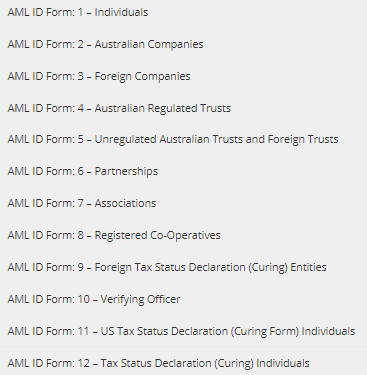 AML ID Form: 1 – Individuals
AML ID Form: 2 – Australian Companies
AML ID Form: 3 – Foreign Companies
AML ID Form: 4 – Australian Regulated Trusts
AML ID Form: 5 – Unregulated Australian Trusts and Foreign Trusts
AML ID Form: 6 – Partnerships
AML ID Form: 7 – Associations
AML ID Form: 8 – Registered Co-Operatives
AML ID Form: 9 – Foreign Tax Status Declaration (Curing) Entities
AML ID Form: 10 – Verifying Officer
AML ID Form: 11 – US Tax Status Declaration (Curing Form) Individuals
AML ID Form: 12 – Tax Status Declaration (Curing) Individuals